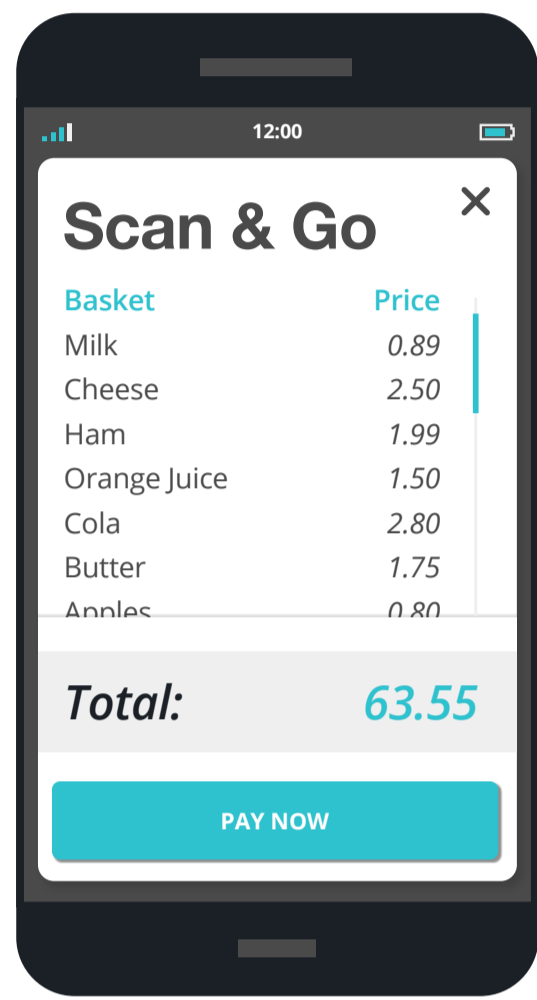 12:00
Scan & Go
Basket Price
Milk 0.89
Cheese 2.50
Ham 1.99
Orange Juice 1.50
Cola 2.80
Butter 1.75
Apples 0.80
Total: 63.55
PAY NOW